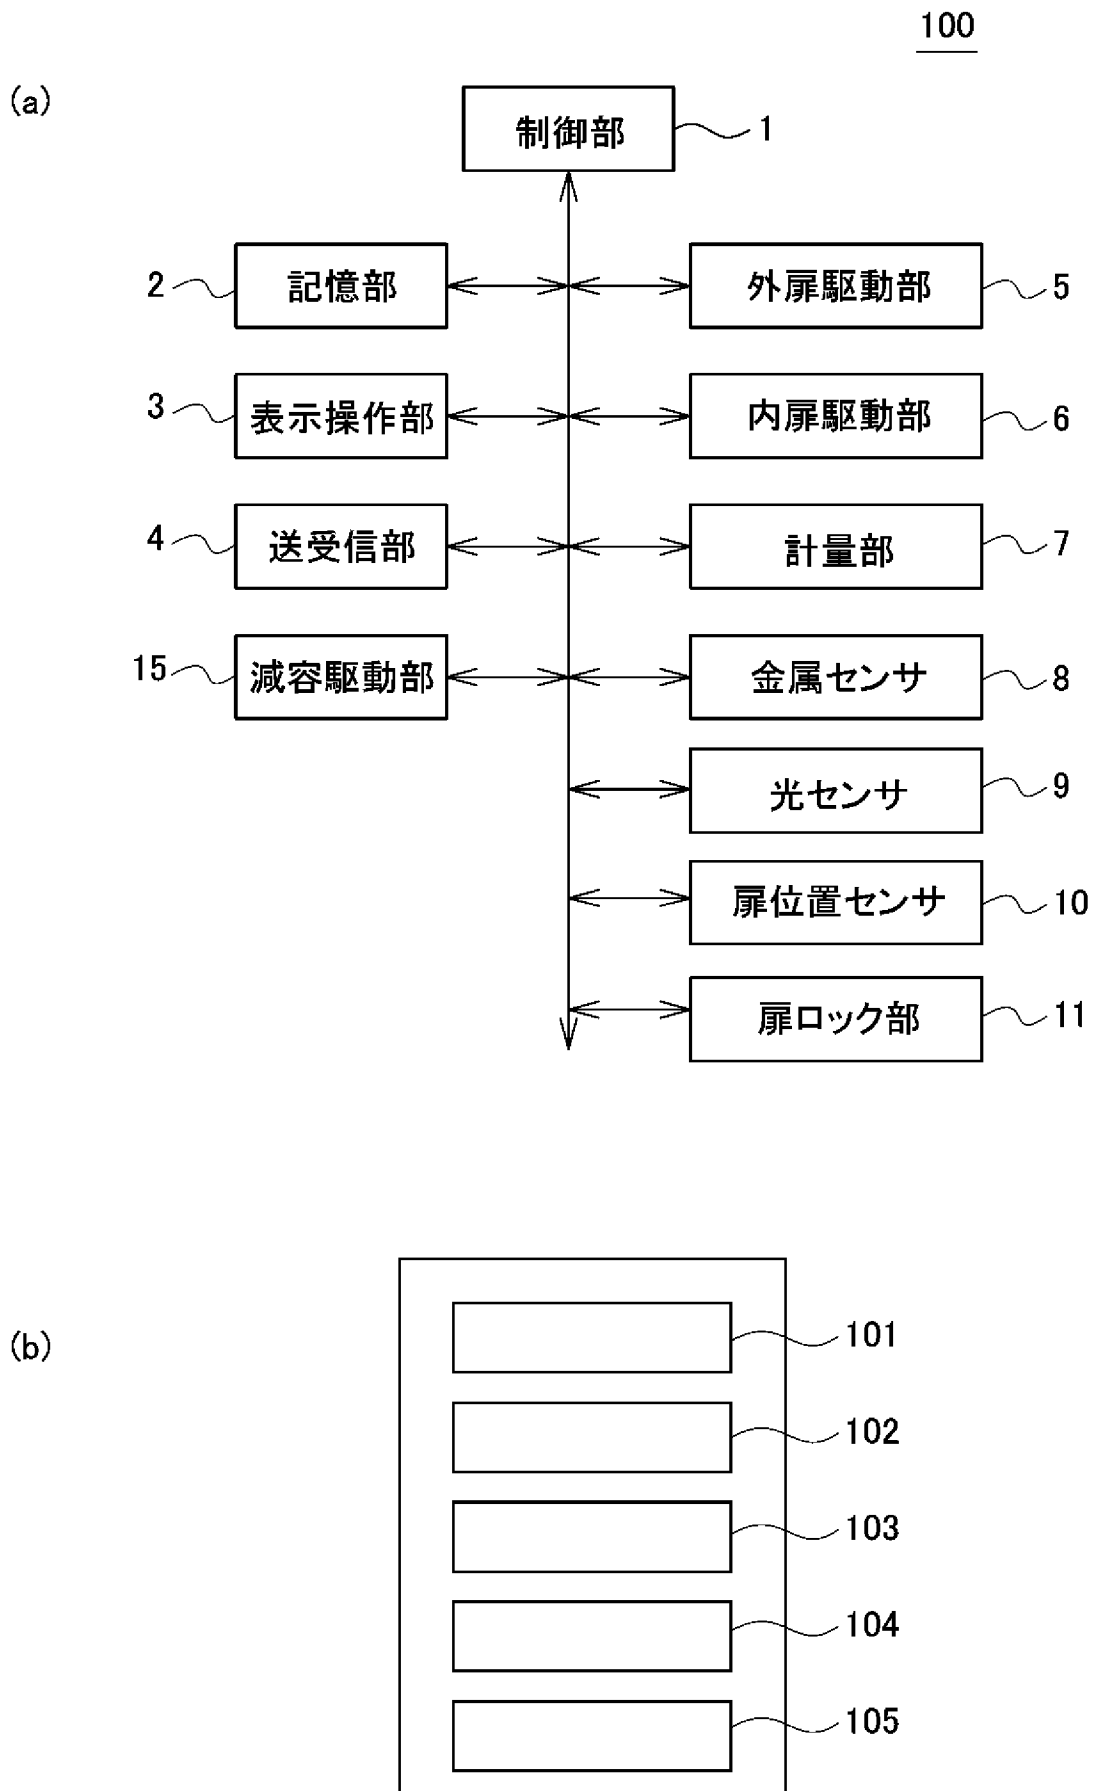 100
(a)
制御部 1
2 記憶部 外扉駆動部 5
3 表示操作部 内扉駆動部 6
4 送受信部 計量部 7
15 減容駆動部 金属センサ 8
光センサ 9
扉位置センサ 10
扉ロック部 11
(b)
101
102
103
104
105